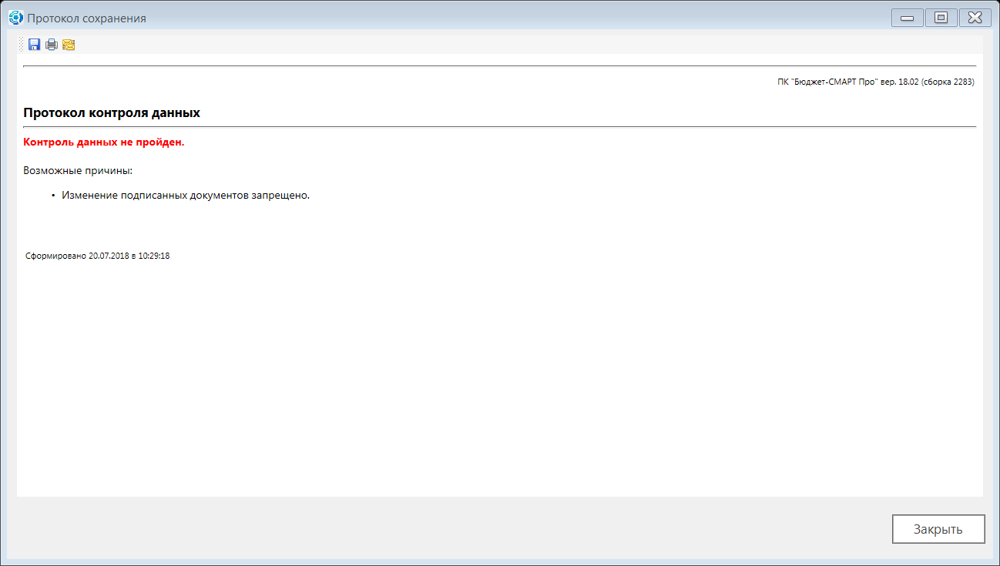 Протокол сохранения
ПК "Бюджет-СМАРТ Про" вер. 18.02 (сборка 2283)
Протокол контроля данных
Контроль данных не пройден.
Возможные причины:
• Изменение подписанных документов запрещено.
Сформировано 20.07.2018 в 10:29:18
Закрыть